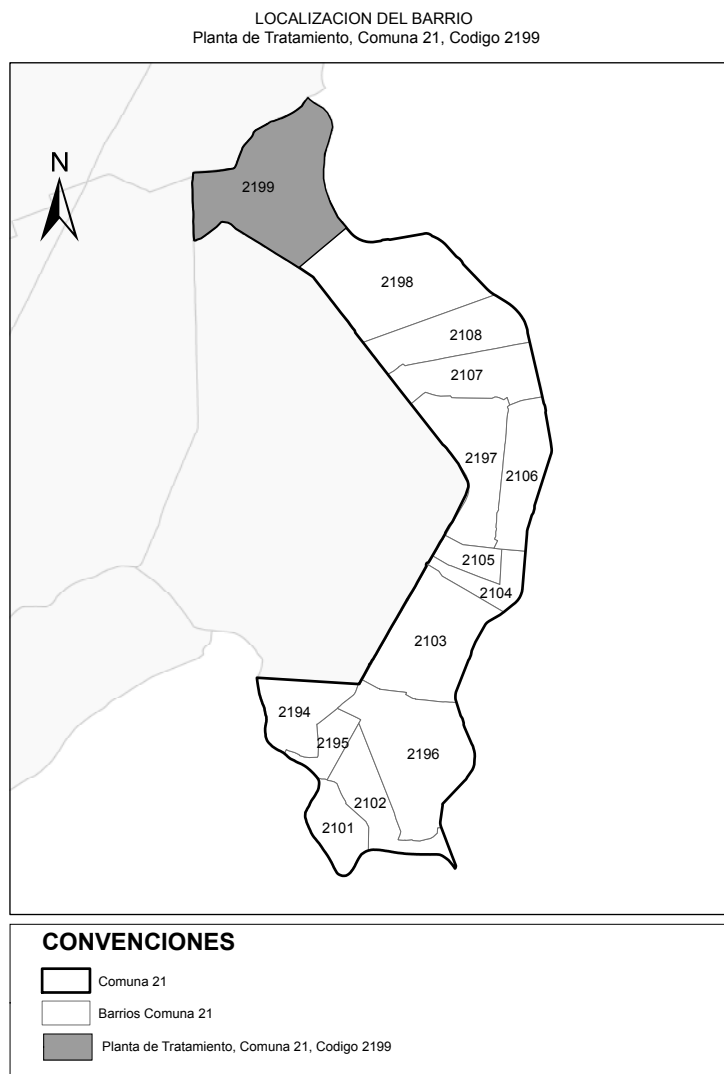 LOCALIZACION DEL BARRIO
Planta de Tratamiento, Comuna 21, Codigo 2199
N
2199
2198
2108
2107
2197
2106
2105
2104
2103
2194
2195
2196
2102
2101
CONVENCIONES
Comuna 21
Barrios Comuna 21
Planta de Tratamiento, Comuna 21, Codigo 2199